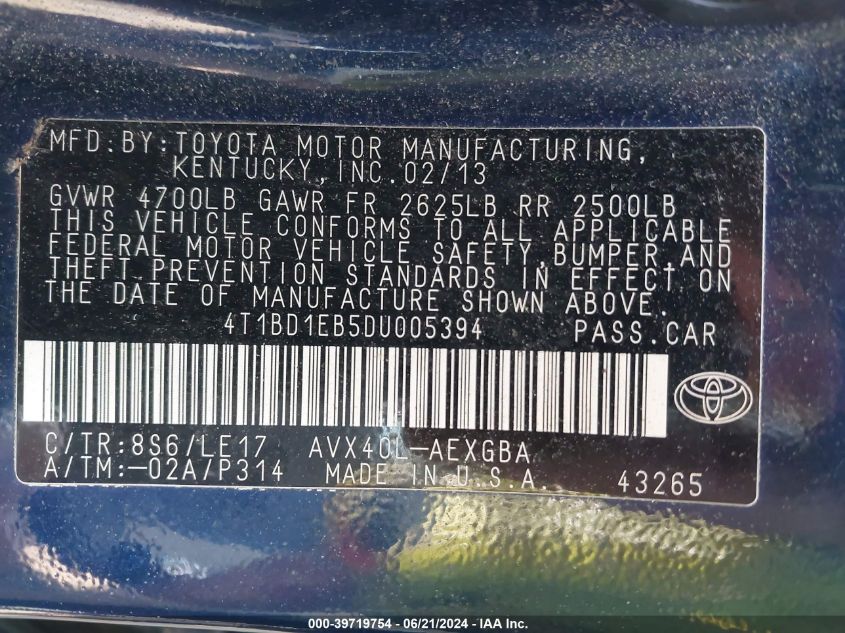 MFD.BY:TOYOTA MOTOR MANUFACTURING,
KENTUCKY,INC.02/13
GVWR 4700LB GAWR FR 2625LB RR 2500LB
THIS VEHICLE CONFORMS TO ALL APPLICABLE
FEDERAL MOTOR VEHICLE SAFETY,BUMPER,AND
THEFT PREVENTION STANDARDS IN EFFECT ON
THE DATE OF MANUFACTURE SHOWN ABOVE.
4T1BD1EB5DU005394 PASS.CAR
C/TR:8S6/LE17 AVX40L-AEXGBA
A/TM:-02A/P314 MADE IN U.S.A. 43265
000-39719754 - 06/21/2024 - IAA Inc.